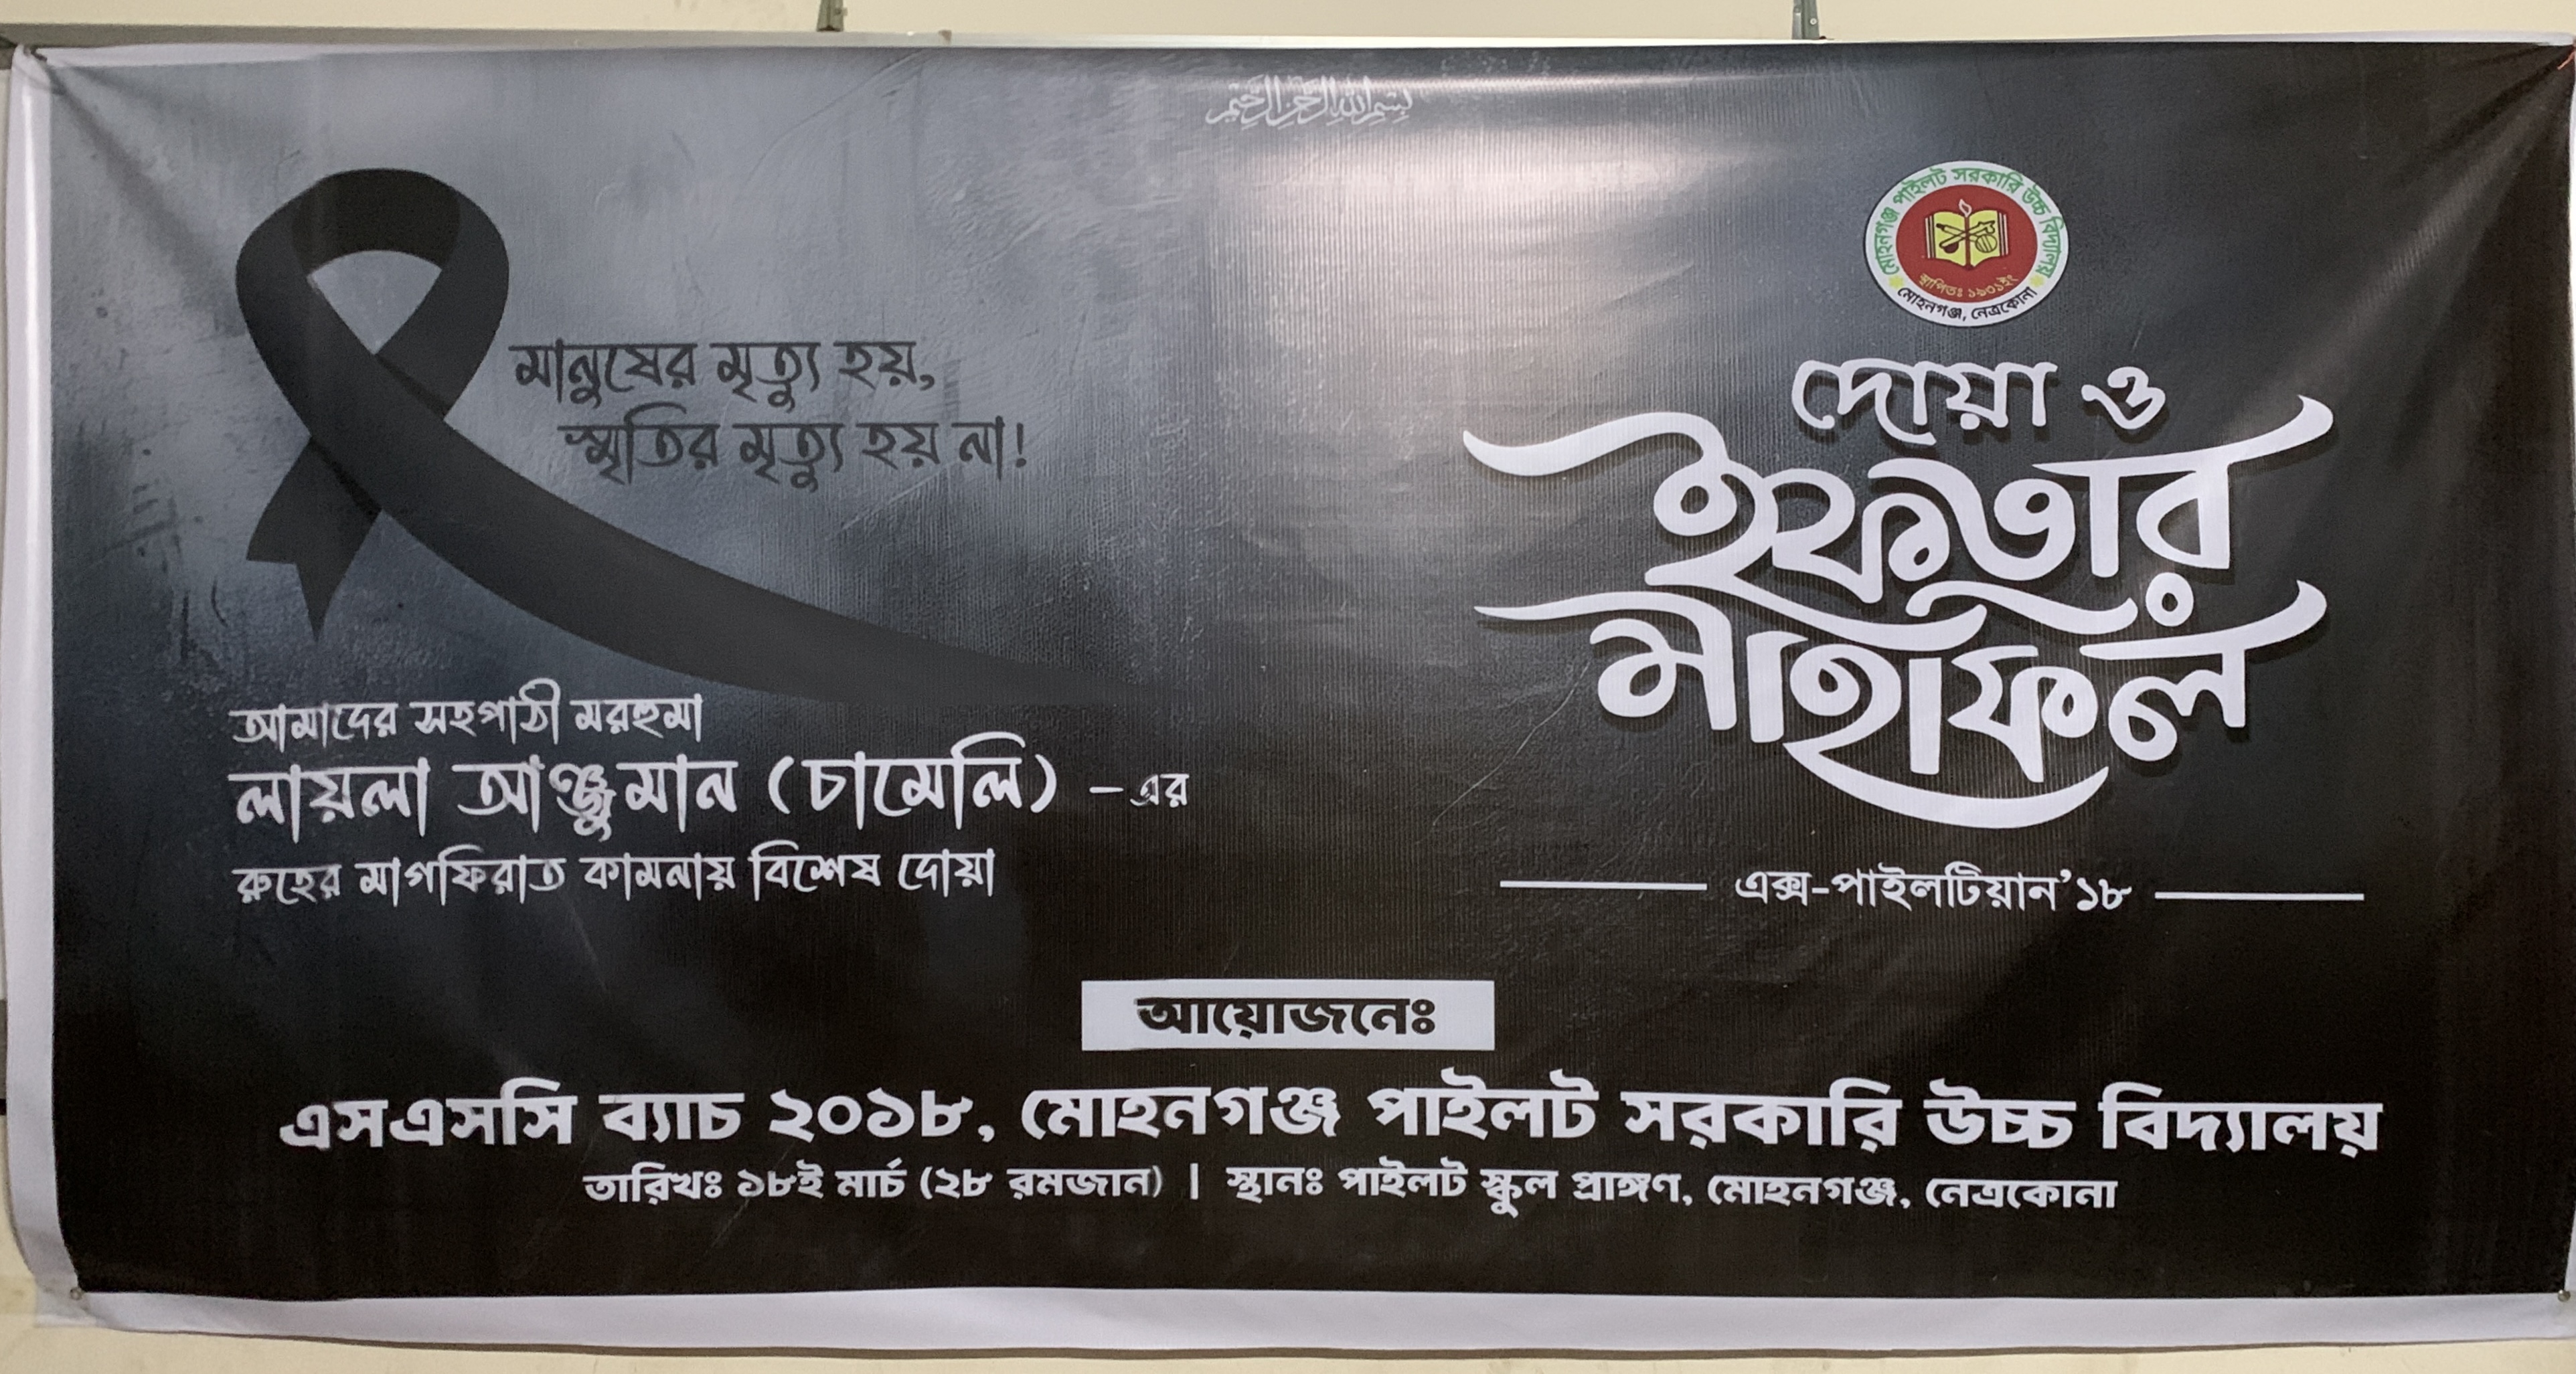 بسم الله الرحمن الرحيم
মানুষের মৃত্যু হয়,
স্মৃতির মৃত্যু হয় না!
আমাদের সহপাঠী মরহুমা
লায়লা আঞ্জুমান (চামেলি) -এর
রুহের মাগফিরাত কামনায় বিশেষ দোয়া
মোহনগঞ্জ পাইলট সরকারি উচ্চ বিদ্যালয়
স্থাপিতঃ ১৯৩১ইং
মোহনগঞ্জ, নেত্রকোনা
দোয়া ও
ইফতার
মাহফিল
এক্স-পাইলটিয়ান'১৮
আয়োজনেঃ
এসএসসি ব্যাচ ২০১৮, মোহনগঞ্জ পাইলট সরকারি উচ্চ বিদ্যালয়
তারিখঃ ১৮ই মার্চ (২৮ রমজান) | স্থানঃ পাইলট স্কুল প্রাঙ্গণ, মোহনগঞ্জ, নেত্রকোনা